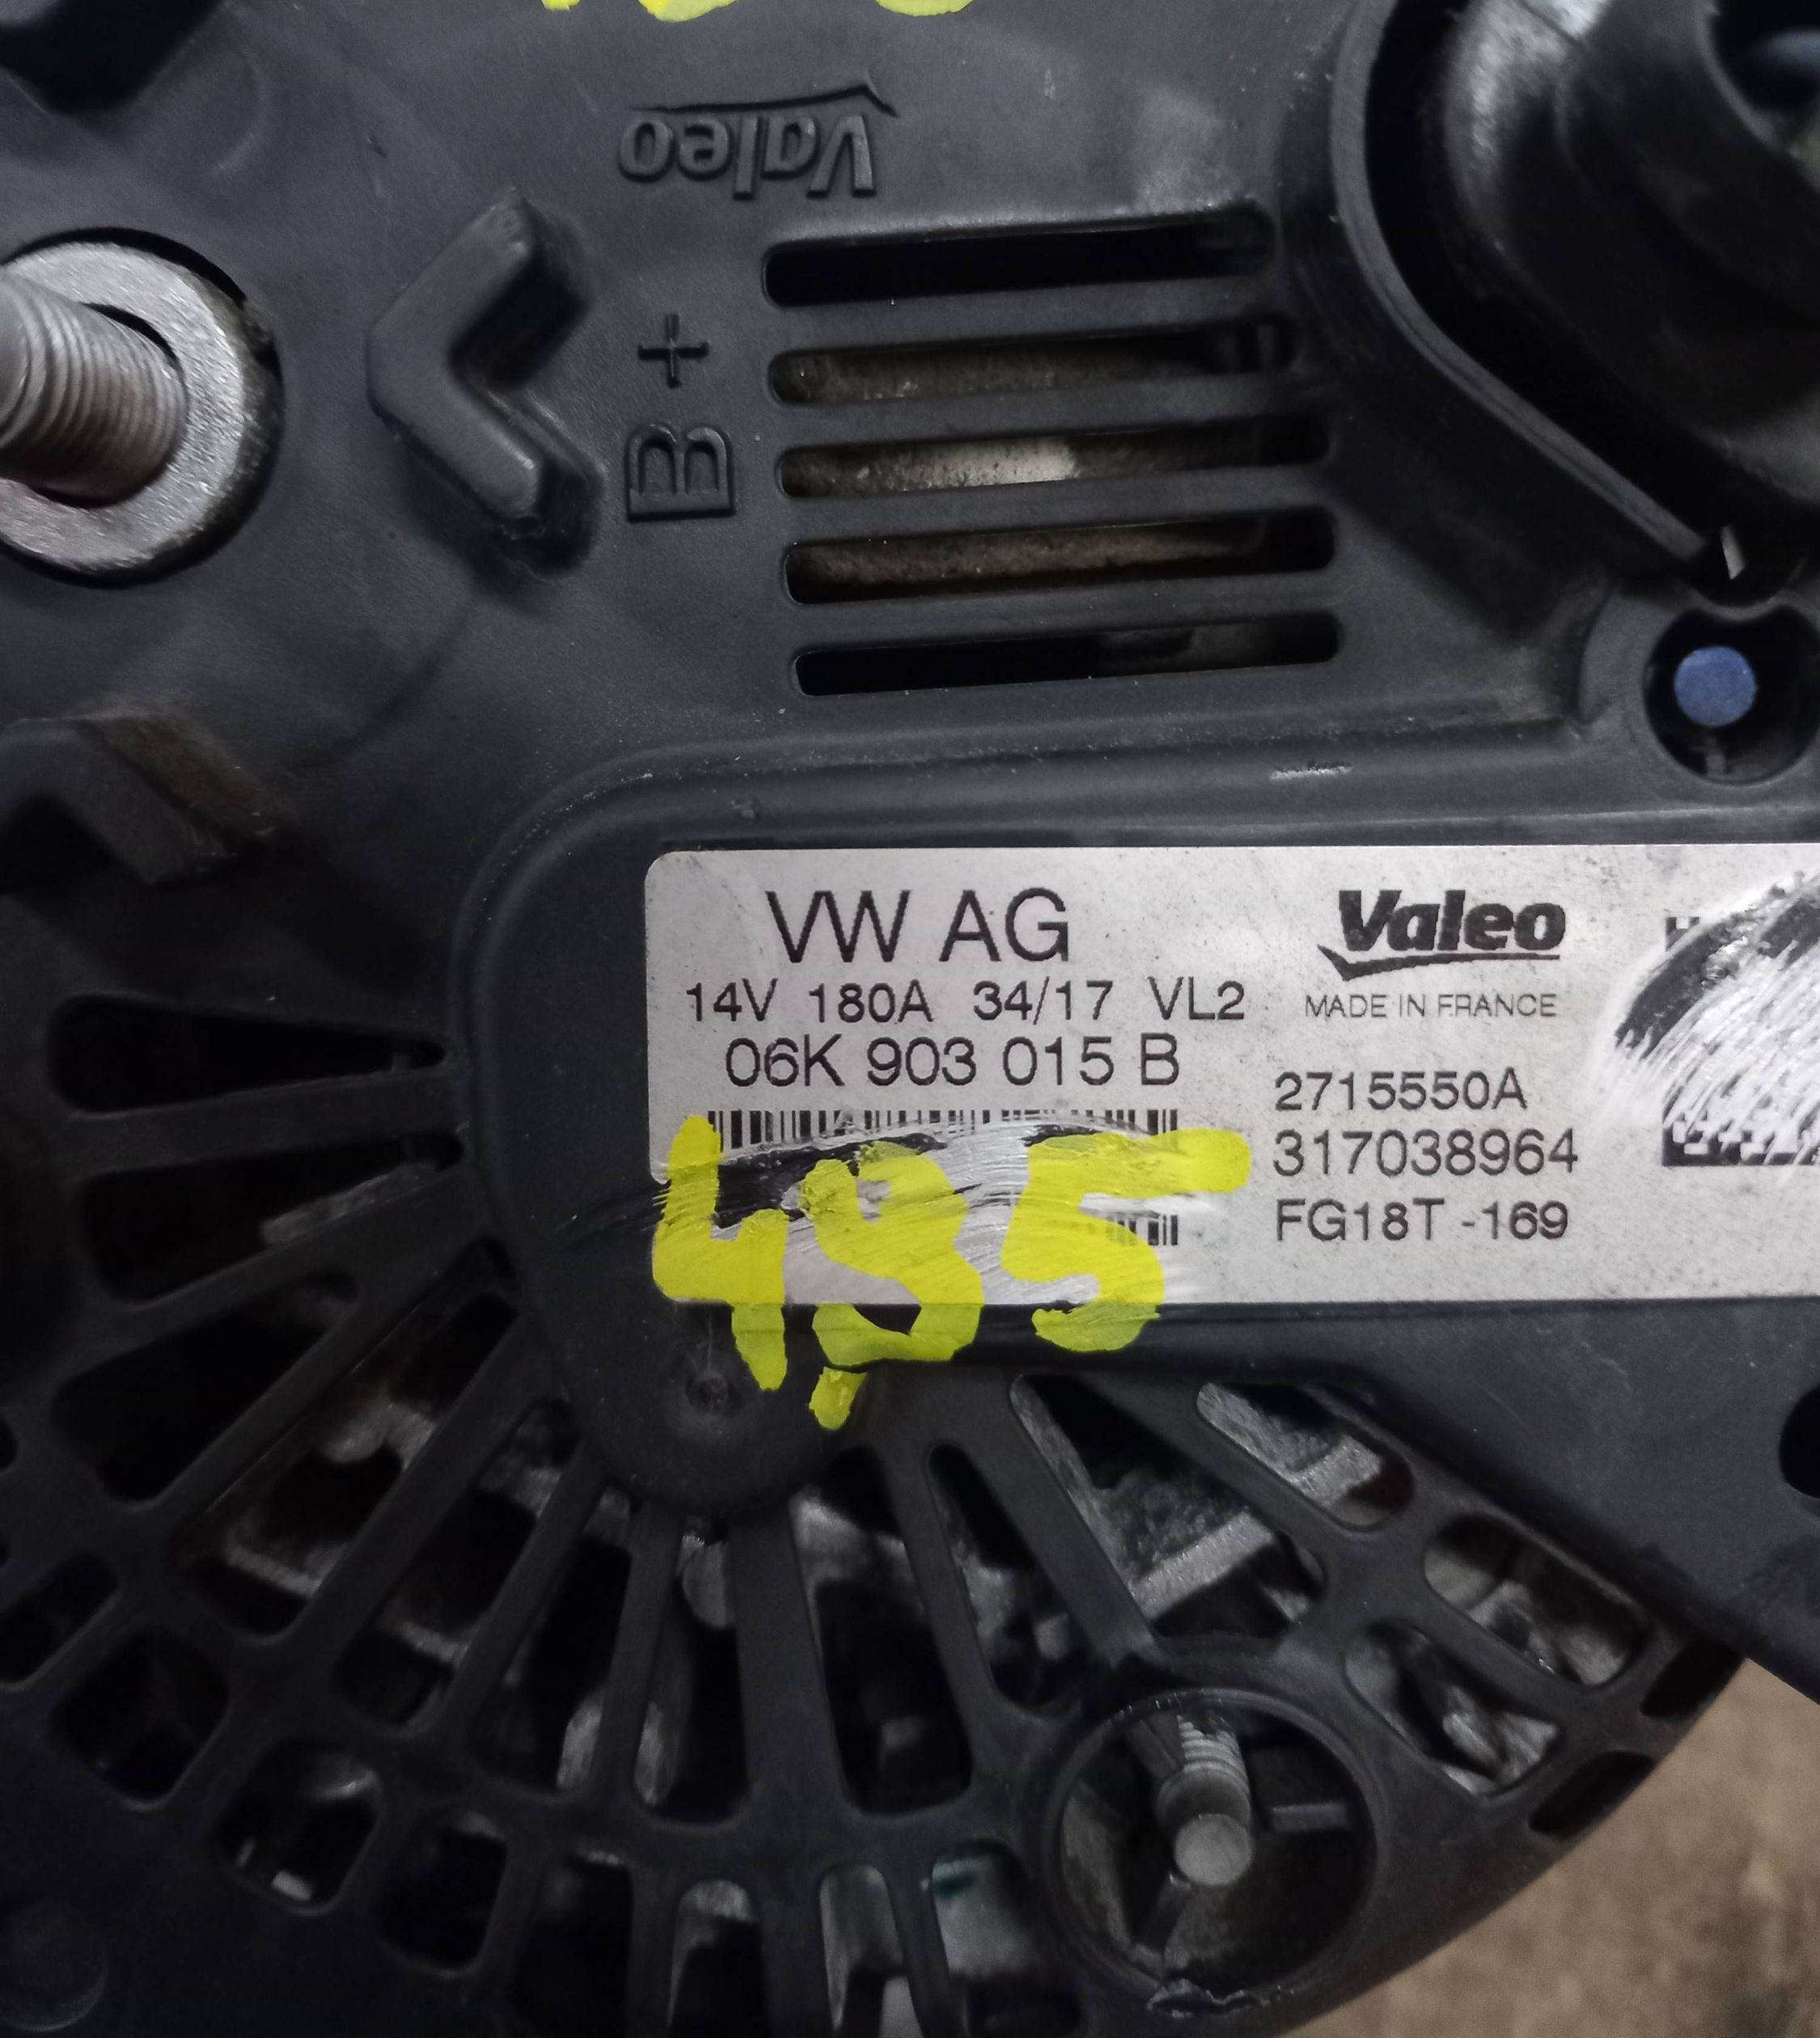 Valeo
B+
VW AG
14V 180A 34/17 VL2
06K 903 015 B
Valeo
MADE IN FRANCE
2715550A
317038964
FG18T -169